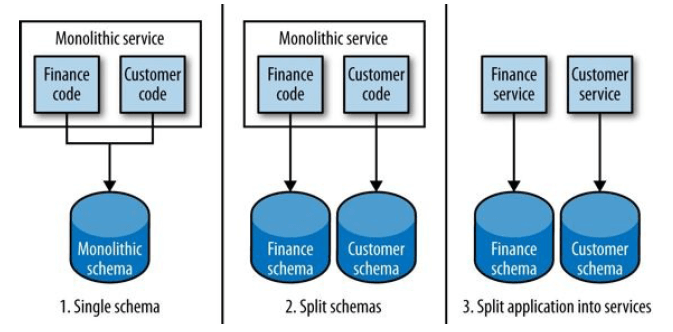 Monolithic service
Finance
code
Customer
code
Monolithic
schema
1. Single schema
Monolithic service
Finance
code
Customer
code
Finance
schema
Customer
schema
2. Split schemas
Finance
service
Customer
service
Finance
schema
Customer
schema
3. Split application into services